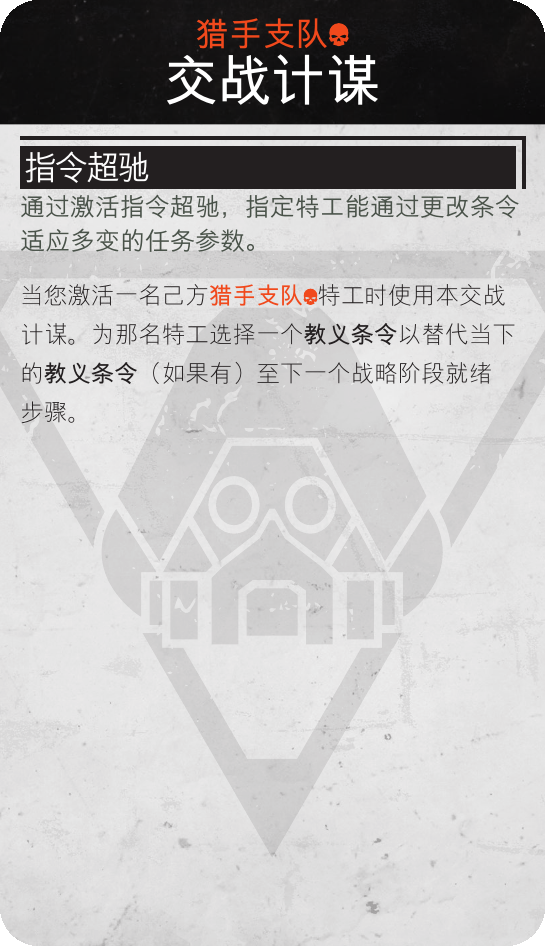 猎手支队
交战计谋
指令超驰
通过激活指令超驰，指定特工能通过更改条令
适应多变的任务参数。
当您激活一名己方猎手支队特工时使用本交战
计谋。为那名特工选择一个教义条令以替代当下
的教义条令（如果有）至下一个战略阶段就绪
步骤。